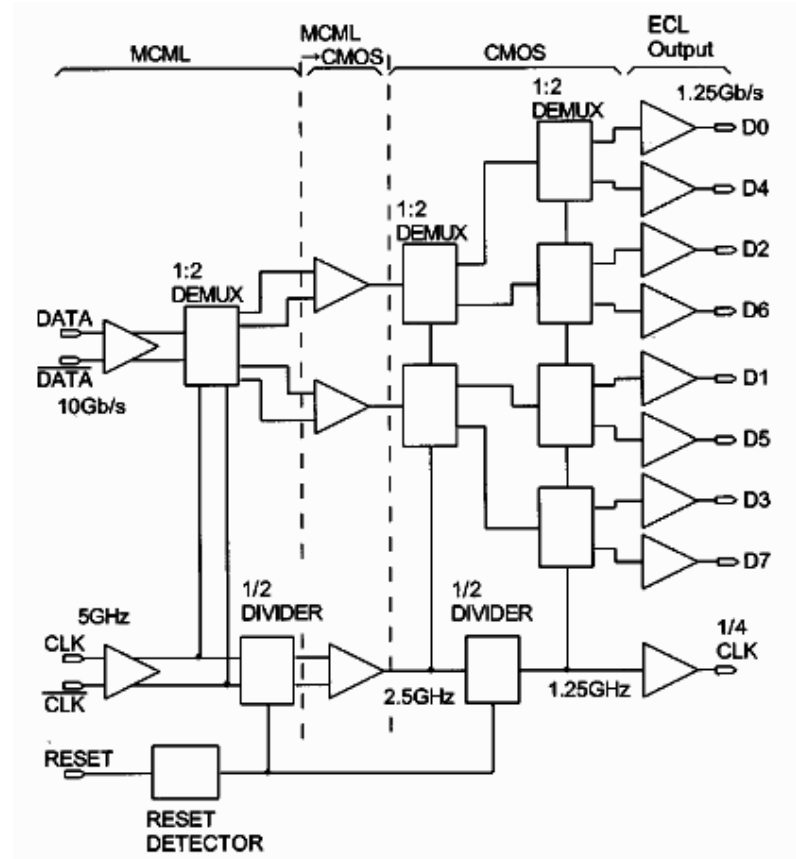 MCML
MCML
→CMOS
CMOS
ECL
Output
1:2
DEMUX
1.25Gb/s
D0
D4
1:2
DEMUX
D2
1:2
DEMUX
D6
DATA
DATA
10Gb/s
D1
D5
D3
D7
5GHz
1/2
DIVIDER
1/2
DIVIDER
1/4
CLK
CLK
CLK
2.5GHz
1.25GHz
RESET
RESET
DETECTOR